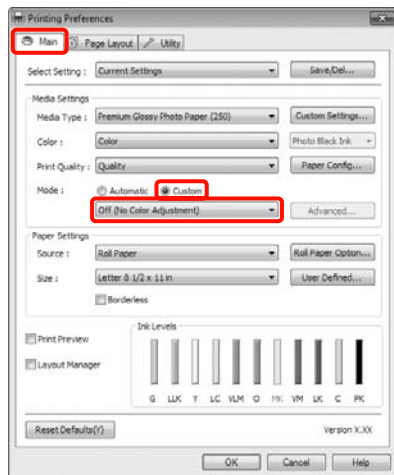 Printing Preferences
Main Page Layout Utility
Select Setting : Current Settings Save/Del...
Media Settings
Media Type : Premium Glossy Photo Paper (250) Custom Settings...
Color : Color Photo Black Ink
Print Quality : Quality Paper Config...
Mode : Automatic Custom
Off (No Color Adjustment) Advanced...
Paper Settings
Source : Roll Paper Roll Paper Option...
Size : Letter 8 1/2 x 11 in User Defined...
Borderless
Ink Levels
Print Preview
Layout Manager
G LLK Y LC VLM O MK VM LK C PK
Reset Defaults(Y) Version X.XX
OK Cancel Help